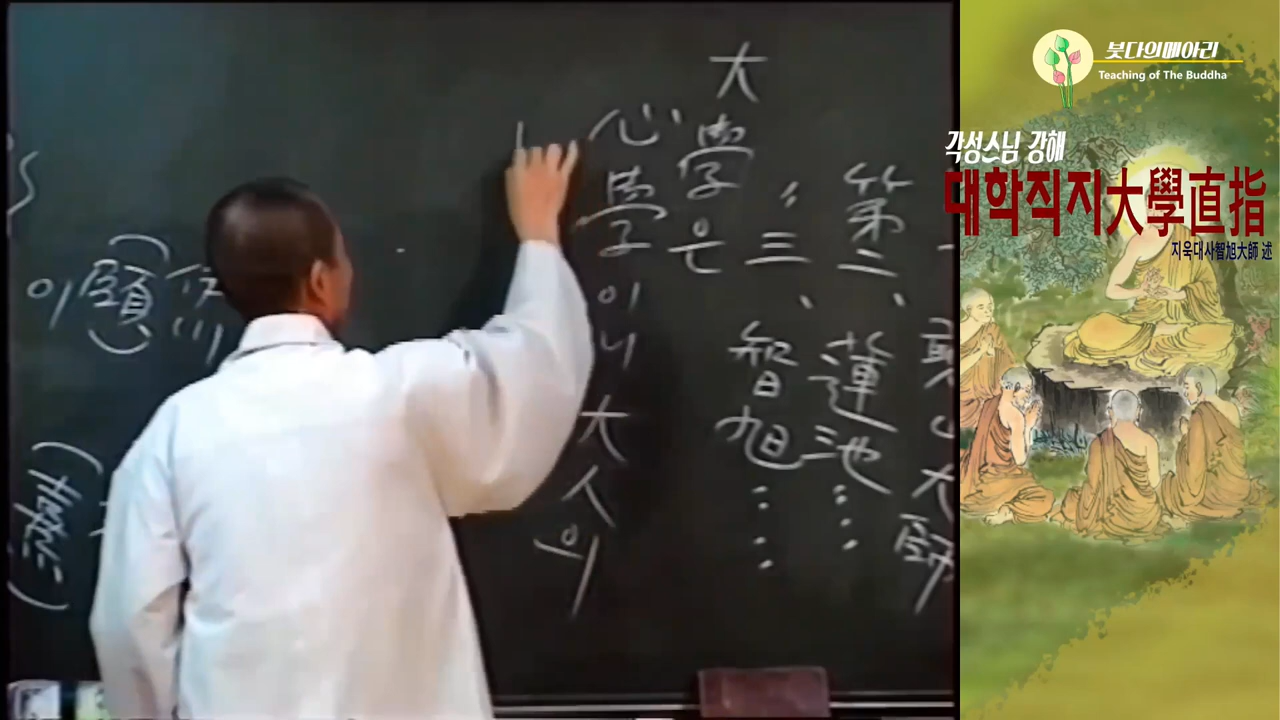 大師
第二、蓮池：：
〃三、智旭：：
大學은
心學이니 大人의
붓다의메아리
Teaching of The Buddha
각성스님 강해
대학직지大學直指
지욱대사智旭大師 述